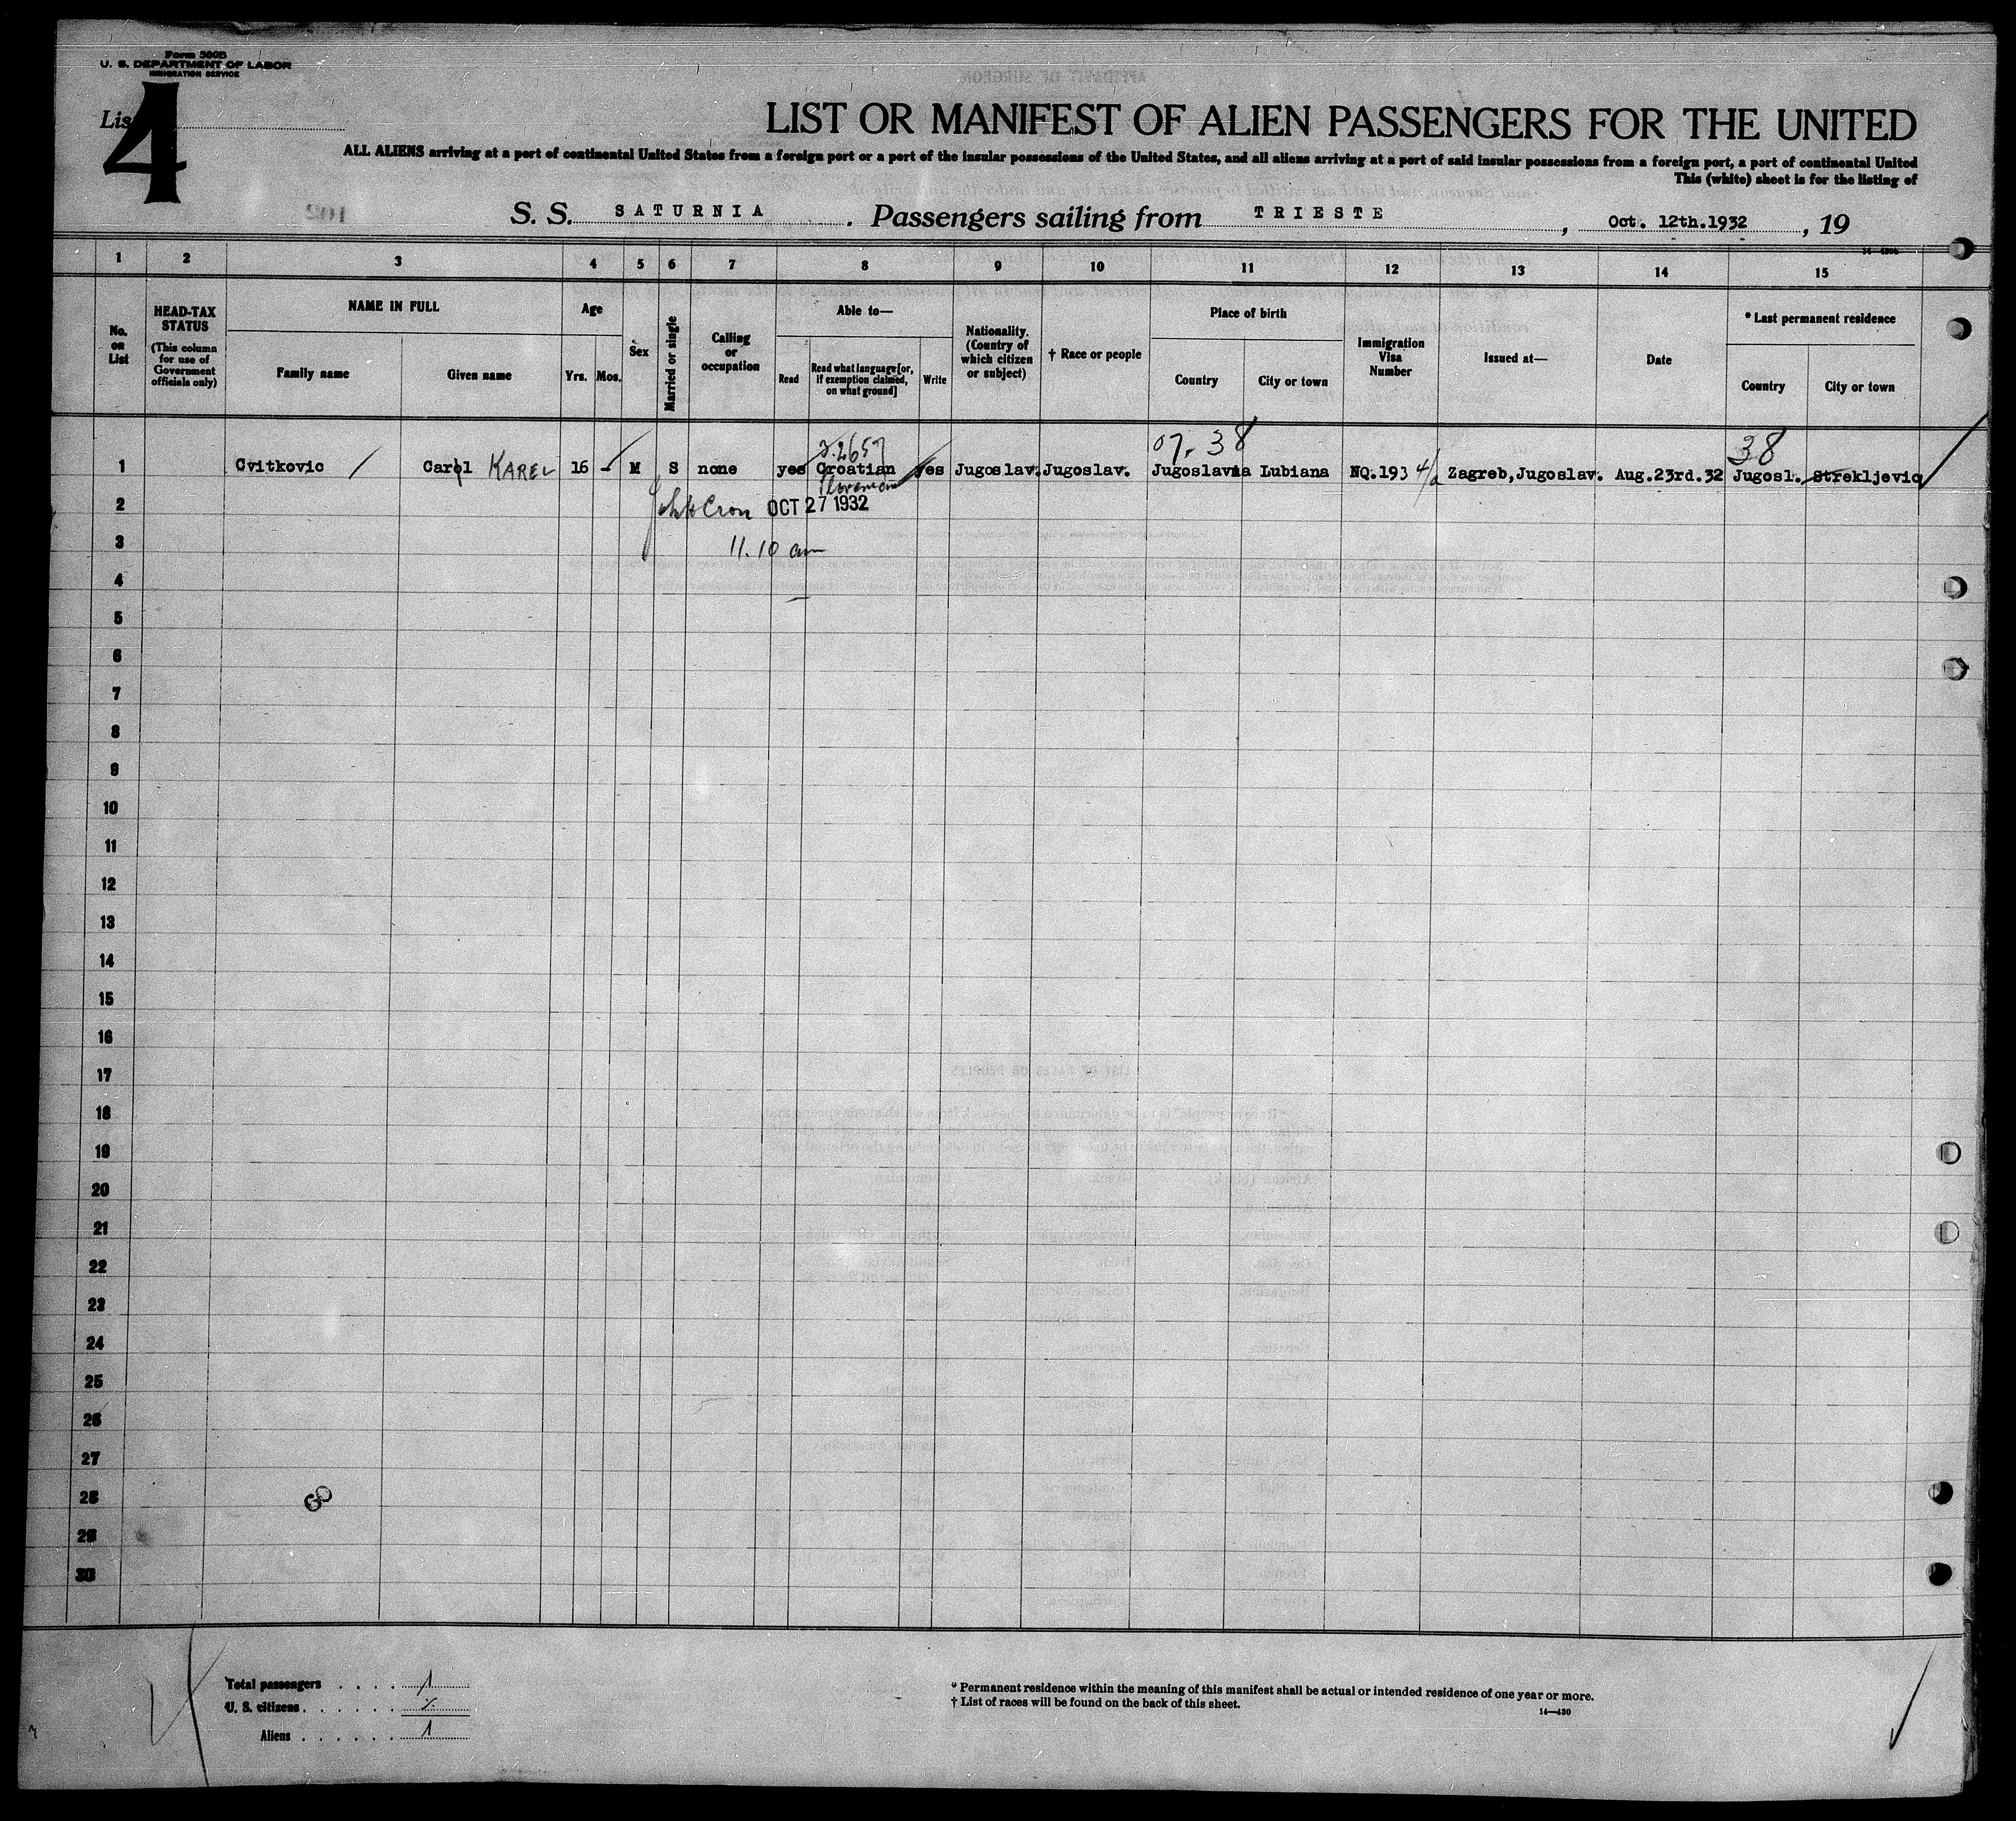 Form 500B
U. S. DEPARTMENT OF LABOR
IMMIGRATION SERVICE
List 4
LIST OR MANIFEST OF ALIEN PASSENGERS FOR THE UNITED
ALL ALIENS arriving at a port of continental United States from a foreign port or a port of the insular possessions of the United States, and all aliens arriving at a port of said insular possessions from a foreign port, a port of continental United
This (white) sheet is for the listing of
S. S. SATURNIA. Passengers sailing from TRIESTE, Oct. 12th.1932, 19
1 2 3 4 5 6 7 8 9 10 11 12 13 14 15
No. on List
HEAD-TAX STATUS
(This column for use of Government officials only)
NAME IN FULL
Family name
Given name
Age
Yrs. Mos.
Sex
Married or single
Calling or occupation
Able to—
Read
Read what language [or, if exemption claimed, on what ground]
Write
Nationality. (Country of which citizen or subject)
† Race or people
Place of birth
Country
City or town
Immigration Visa Number
Issued at—
Date
* Last permanent residence
Country
City or town
07. 38
38
1 Cvitkovic Carol KAREL 16 - M S none yes Croatian yes Jugoslav. Jugoslav. Jugoslavia Lubiana NQ.193 Zagreb,Jugoslav. Aug.23rd.32 Jugosl. Strekljevic
Slovenian
2 OCT 27 1932
3 11.10 am
4
5
6
7
8
9
10
11
12
13
14
15
16
17
18
19
20
21
22
23
24
25
26
27
28
29
30
Total passengers . . . . 1
U. S. citizens . . . . . .
Aliens . . . . . . 1
* Permanent residence within the meaning of this manifest shall be actual or intended residence of one year or more.
† List of races will be found on the back of this sheet.
14—430